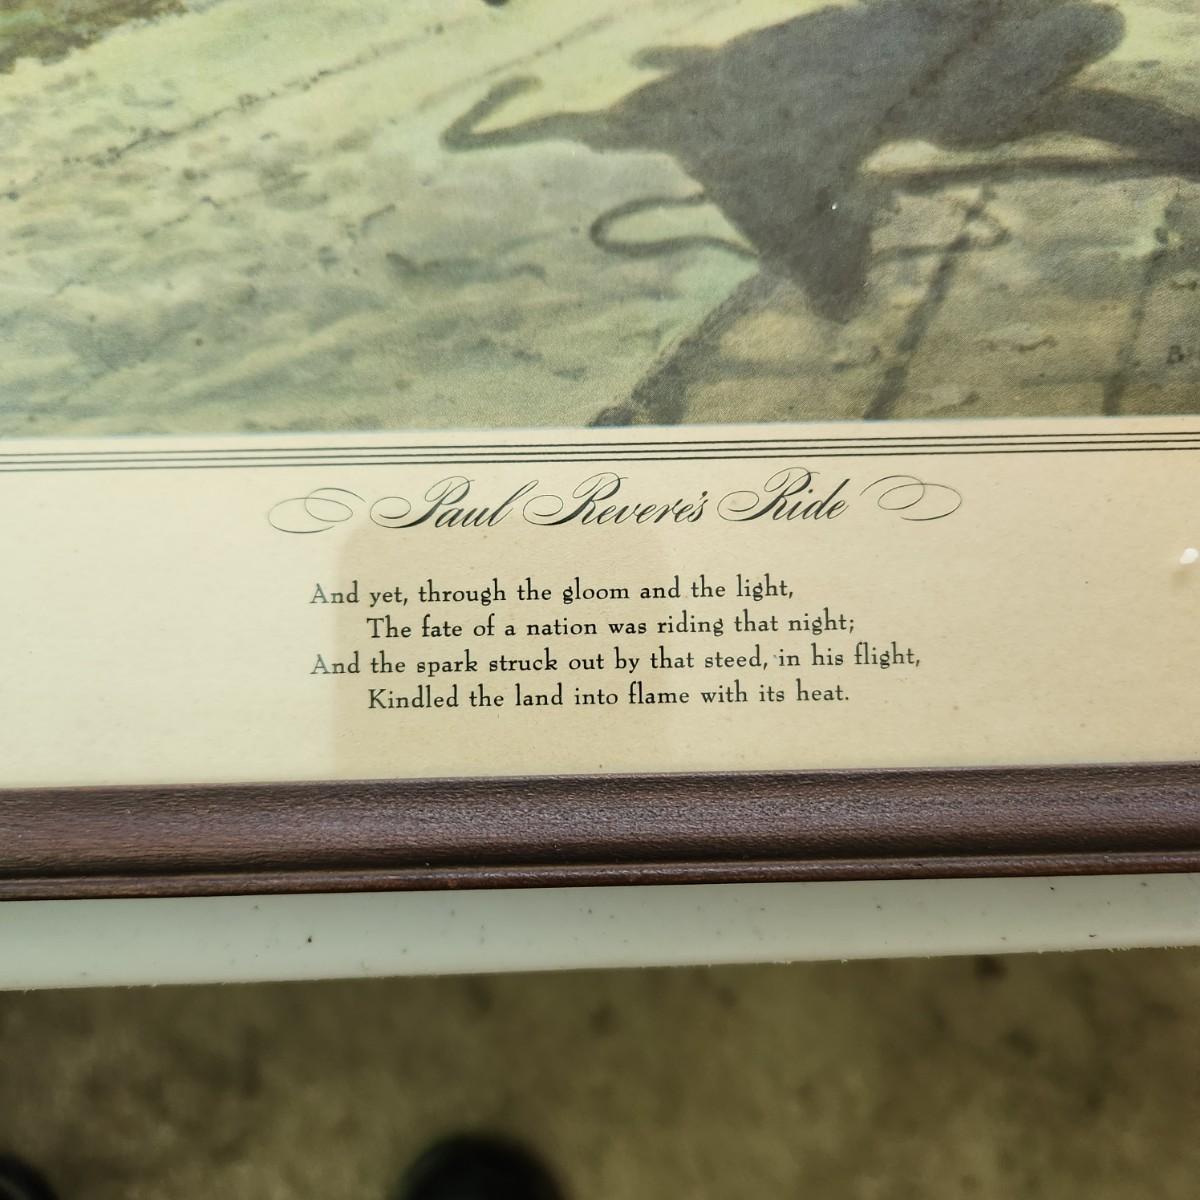 Paul Revere's Ride
And yet, through the gloom and the light,
The fate of a nation was riding that night;
And the spark struck out by that steed, in his flight,
Kindled the land into flame with its heat.